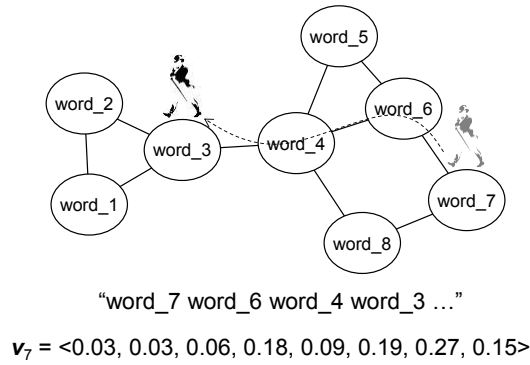 word_5
word_2
word_6
word_3
word_4
word_1
word_7
word_8
“word_7 word_6 word_4 word_3 ...”
v₇ = <0.03, 0.03, 0.06, 0.18, 0.09, 0.19, 0.27, 0.15>